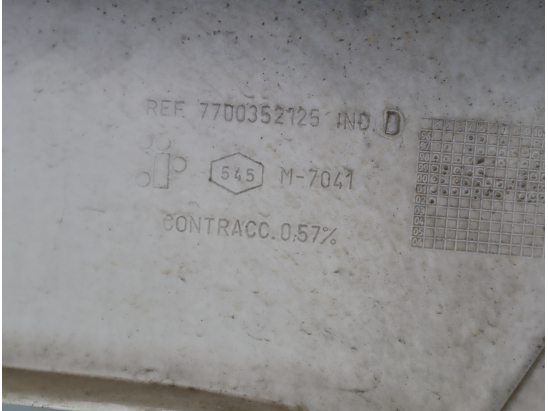 REF. 7700352125 IND. D
545 M-7041
CONTRACC. 0,57%